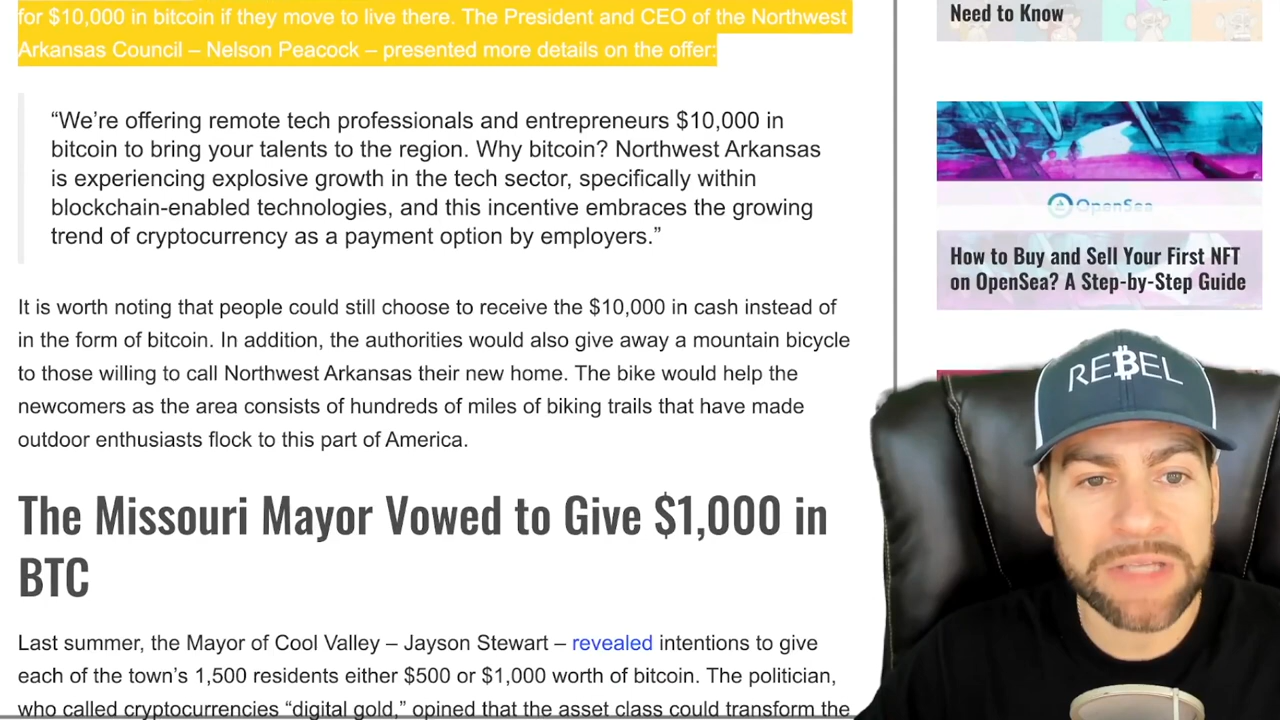 for $10,000 in bitcoin if they move to live there. The President and CEO of the Northwest
Arkansas Council – Nelson Peacock – presented more details on the offer:
“We’re offering remote tech professionals and entrepreneurs $10,000 in
bitcoin to bring your talents to the region. Why bitcoin? Northwest Arkansas
is experiencing explosive growth in the tech sector, specifically within
blockchain-enabled technologies, and this incentive embraces the growing
trend of cryptocurrency as a payment option by employers.”
It is worth noting that people could still choose to receive the $10,000 in cash instead of
in the form of bitcoin. In addition, the authorities would also give away a mountain bicycle
to those willing to call Northwest Arkansas their new home. The bike would help the
newcomers as the area consists of hundreds of miles of biking trails that have made
outdoor enthusiasts flock to this part of America.
The Missouri Mayor Vowed to Give $1,000 in
BTC
Last summer, the Mayor of Cool Valley – Jayson Stewart – revealed intentions to give
each of the town’s 1,500 residents either $500 or $1,000 worth of bitcoin. The politician,
who called cryptocurrencies “digital gold,” opined that the asset class could transform the
Need to Know
OpenSea
How to Buy and Sell Your First NFT
on OpenSea? A Step-by-Step Guide
RE₿EL